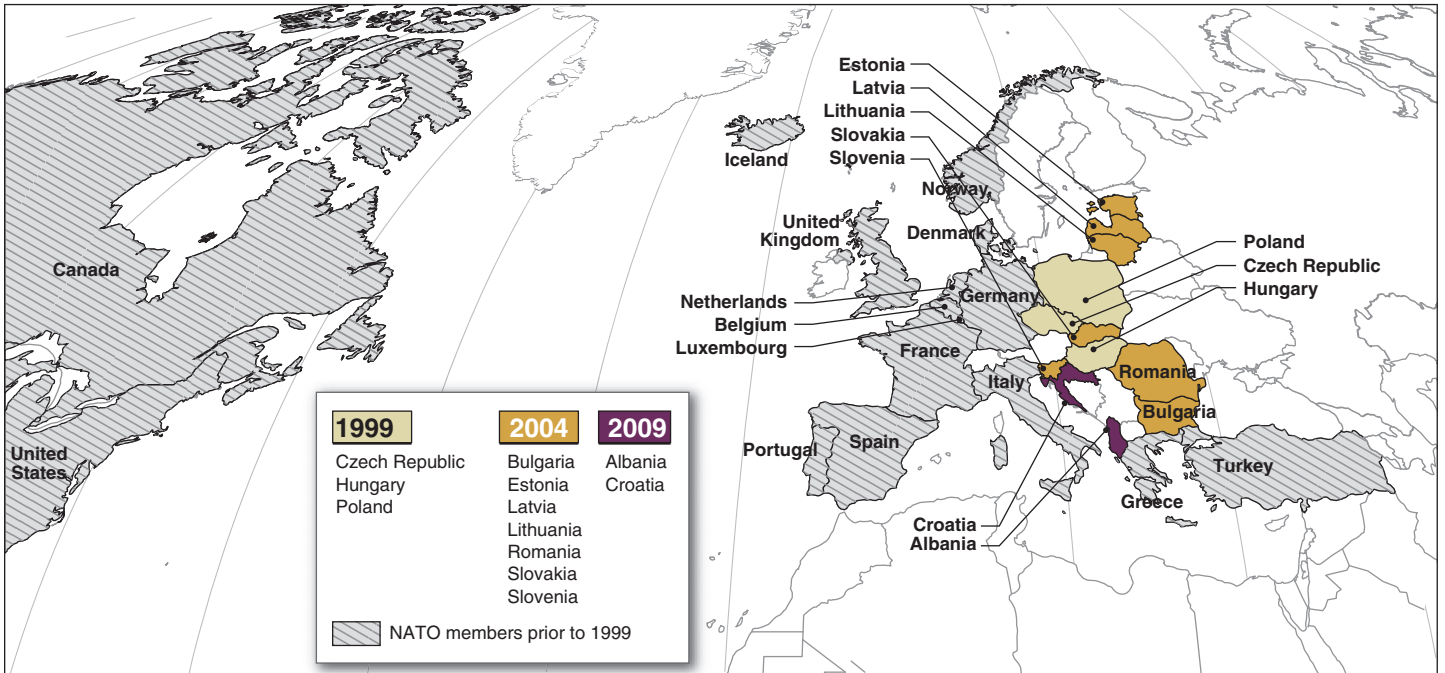 Estonia
Latvia
Lithuania
Slovakia
Slovenia
Iceland
Norway
United
Kingdom
Denmark
Poland
Czech Republic
Hungary
Canada
Netherlands
Belgium
Luxembourg
Germany
France
Romania
Italy
Bulgaria
United
States
Portugal
Spain
Turkey
Greece
Croatia
Albania
1999
Czech Republic
Hungary
Poland
2004
Bulgaria
Estonia
Latvia
Lithuania
Romania
Slovakia
Slovenia
2009
Albania
Croatia
NATO members prior to 1999